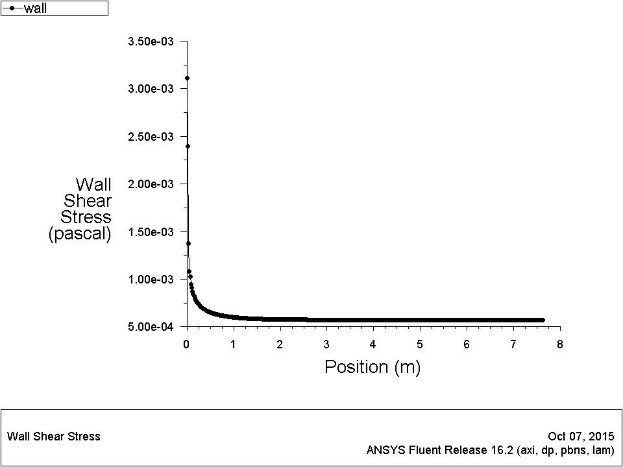 wall
3.50e-03
3.00e-03
2.50e-03
2.00e-03
1.50e-03
1.00e-03
5.00e-04
Wall
Shear
Stress
(pascal)
0 1 2 3 4 5 6 7 8
Position (m)
Wall Shear Stress
Oct 07, 2015
ANSYS Fluent Release 16.2 (axi, dp, pbns, lam)